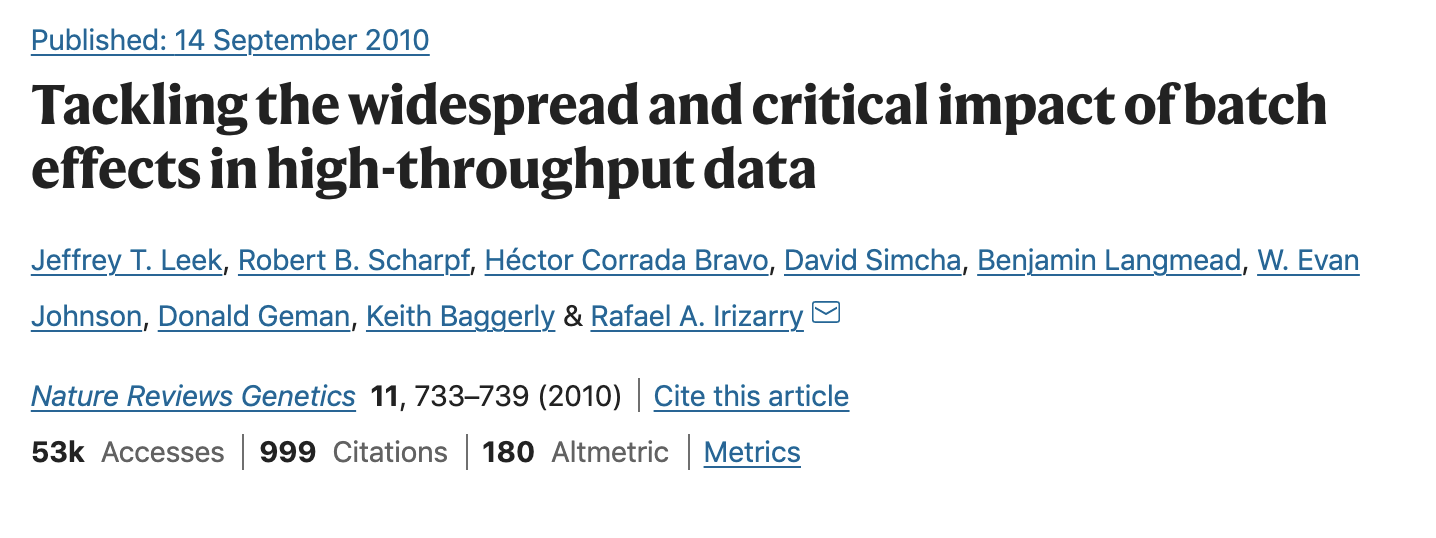 Published: 14 September 2010
Tackling the widespread and critical impact of batch
effects in high-throughput data
Jeffrey T. Leek, Robert B. Scharpf, Héctor Corrada Bravo, David Simcha, Benjamin Langmead, W. Evan
Johnson, Donald Geman, Keith Baggerly & Rafael A. Irizarry
Nature Reviews Genetics 11, 733–739 (2010) | Cite this article
53k Accesses | 999 Citations | 180 Altmetric | Metrics